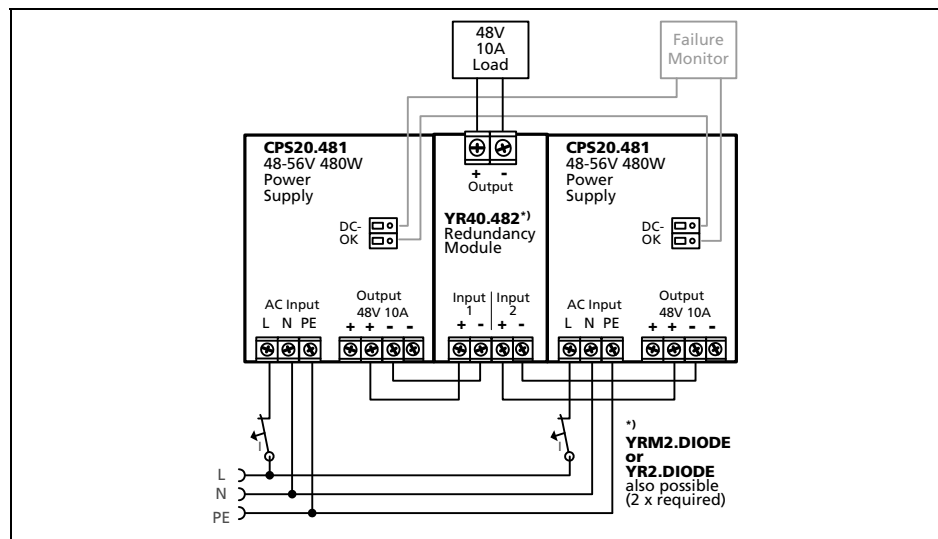 48V
10A
Load
Failure
Monitor
CPS20.481
48-56V 480W
Power
Supply
DC-
OK
AC Input
L N PE
Output
48V 10A
+ + - -
+ -
Output
YR40.482*)
Redundancy
Module
Input
1
Input
2
+ - + -
CPS20.481
48-56V 480W
Power
Supply
DC-
OK
AC Input
L N PE
Output
48V 10A
+ + - -
I
I
L
N
PE
*)
YRM2.DIODE
or
YR2.DIODE
also possible
(2 x required)